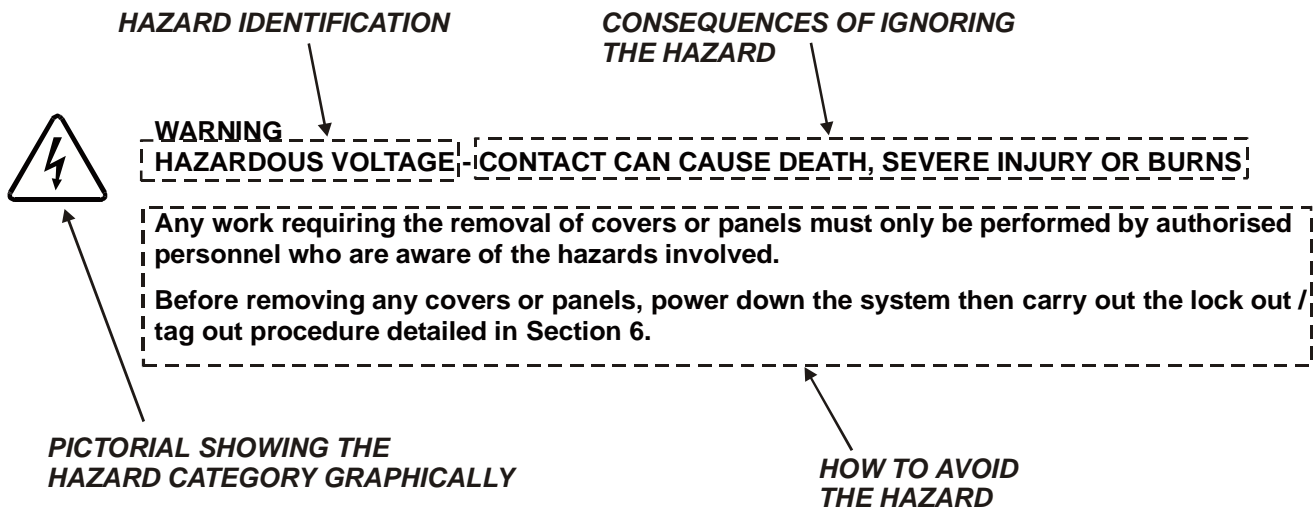 HAZARD IDENTIFICATION
CONSEQUENCES OF IGNORING
THE HAZARD
WARNING
HAZARDOUS VOLTAGE - CONTACT CAN CAUSE DEATH, SEVERE INJURY OR BURNS
Any work requiring the removal of covers or panels must only be performed by authorised
personnel who are aware of the hazards involved.
Before removing any covers or panels, power down the system then carry out the lock out /
tag out procedure detailed in Section 6.
PICTORIAL SHOWING THE
HAZARD CATEGORY GRAPHICALLY
HOW TO AVOID
THE HAZARD